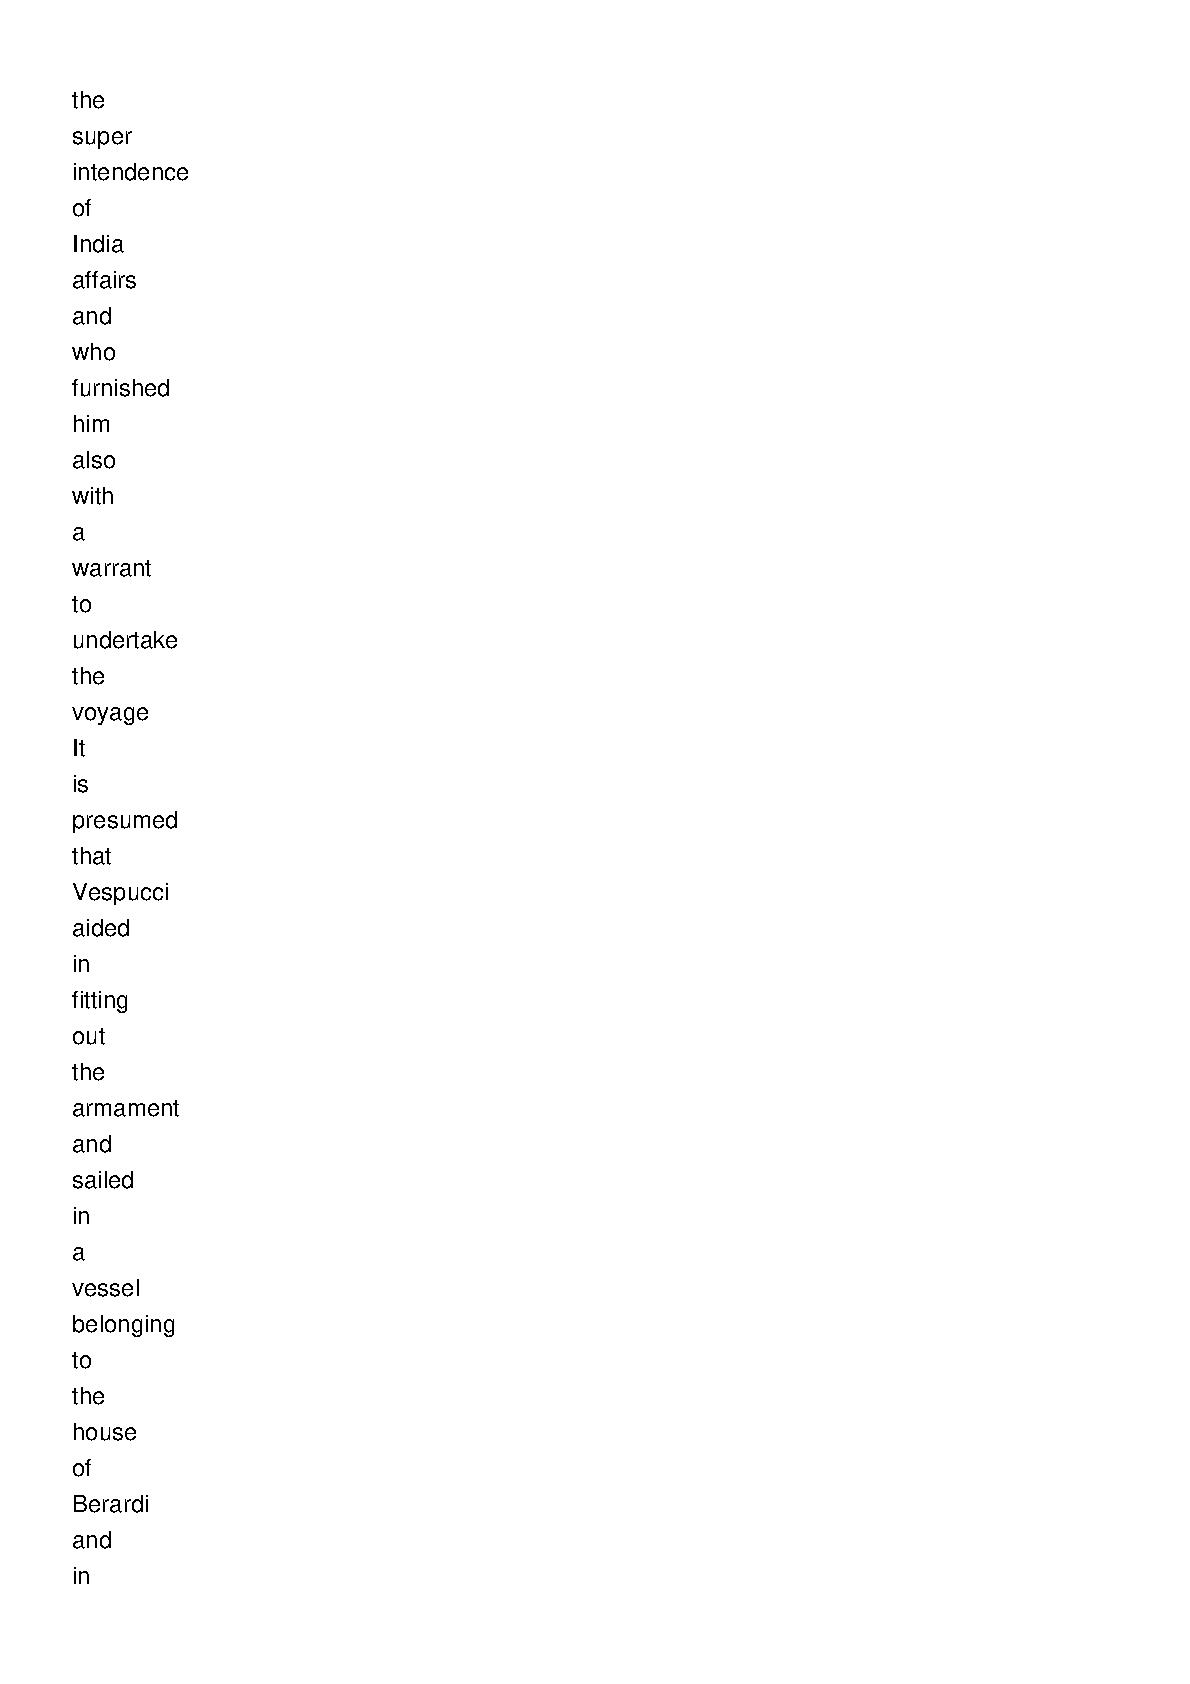 the
super
intendence
of
India
affairs
and
who
furnished
him
also
with
a
warrant
to
undertake
the
voyage
It
is
presumed
that
Vespucci
aided
in
fitting
out
the
armament
and
sailed
in
a
vessel
belonging
to
the
house
of
Berardi
and
in